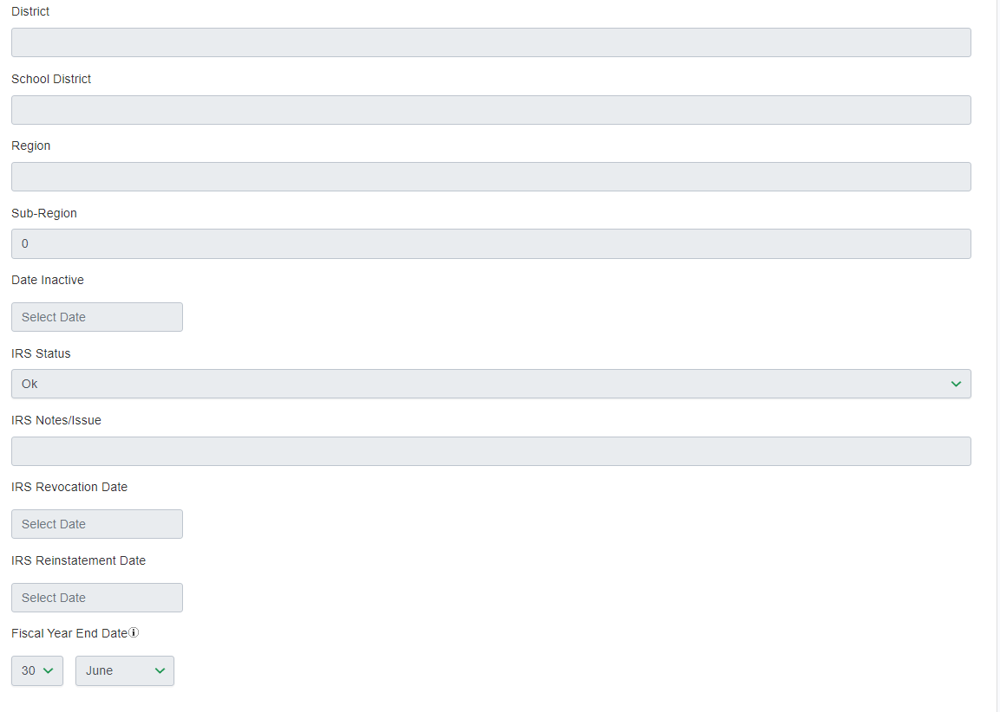 District
School District
Region
Sub-Region
0
Date Inactive
Select Date
IRS Status
Ok
IRS Notes/Issue
IRS Revocation Date
Select Date
IRS Reinstatement Date
Select Date
Fiscal Year End Date
30 June